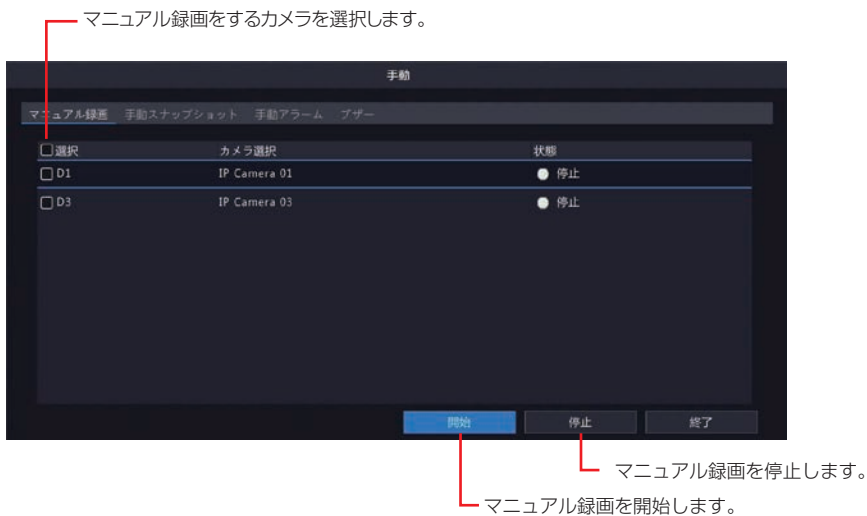 マニュアル録画をするカメラを選択します。
手動
マニュアル録画 手動スナップショット 手動アラーム ブザー
選択 カメラ選択 状態
D1 IP Camera 01 停止
D3 IP Camera 03 停止
開始 停止 終了
マニュアル録画を停止します。
マニュアル録画を開始します。